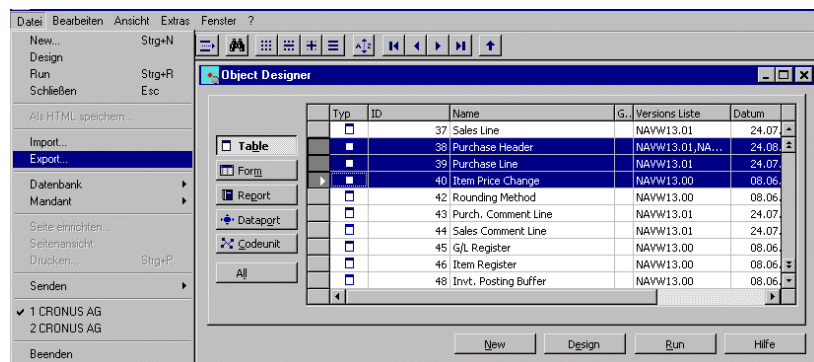 Datei Bearbeiten Ansicht Extras Fenster ?
New... Strg+N
Design
Run Strg+R
Schließen Esc
Als HTML speichern...
Import...
Export...
Datenbank
Mandant
Seite einrichten...
Seitenansicht
Drucken... Strg+P
Senden
1 CRONUS AG
2 CRONUS AG
Beenden
Object Designer
Table
Form
Report
Dataport
Codeunit
All
Typ ID Name G.. Versions Liste Datum
37 Sales Line NAVW13.01 24.07.
38 Purchase Header NAVW13.01,NA... 24.08.
39 Purchase Line NAVW13.01 24.07.
40 Item Price Change NAVW13.00 08.06.
42 Rounding Method NAVW13.00 08.06.
43 Purch. Comment Line NAVW13.01 24.07.
44 Sales Comment Line NAVW13.01 24.07.
45 G/L Register NAVW13.00 08.06.
46 Item Register NAVW13.00 08.06.
48 Invt. Posting Buffer NAVW13.00 08.06.
New Design Run Hilfe